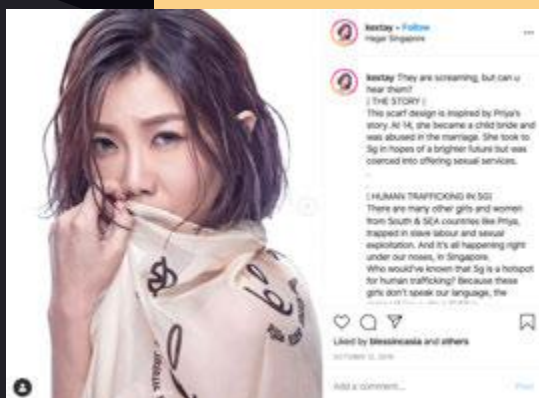 kextay • Follow
Hagar Singapore
kextay They are screaming, but can u
hear them?
| THE STORY |
This scarf design is inspired by Priya's
story. At 14, she became a child bride and
was abused in the marriage. She took to
Sg in hopes of a brighter future but was
coerced into offering sexual services.
.
[HUMAN TRAFFICKING IN SG]
There are many other girls and women
from South & SEA countries like Priya,
trapped in slave labour and sexual
exploitation. And it's all happening right
under our noses, in Singapore.
Who would've known that Sg is a hotspot
for human trafficking? Because these
girls don't speak our language, the
Liked by blessincasia and others
OCTOBER
Add a comment...
Post